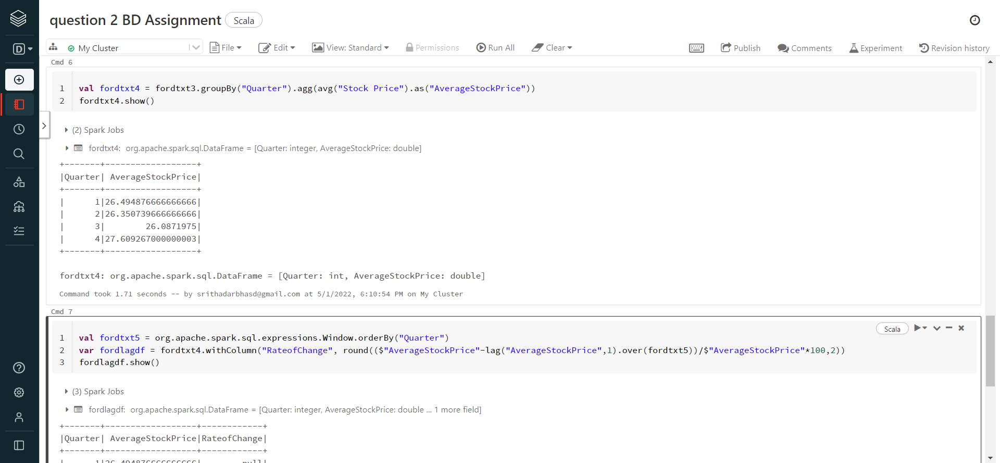 question 2 BD Assignment Scala
D My Cluster File Edit View: Standard Permissions Run All Clear Publish Comments Experiment Revision history
Cmd 6
1 val fordtxt4 = fordtxt3.groupBy("Quarter").agg(avg("Stock Price").as("AverageStockPrice"))
2 fordtxt4.show()
(2) Spark Jobs
fordtxt4: org.apache.spark.sql.DataFrame = [Quarter: integer, AverageStockPrice: double]
+-------+------------------+
|Quarter| AverageStockPrice|
+-------+------------------+
|      1|26.494876666666666|
|      2|26.350739666666666|
|      3|        26.0871975|
|      4|27.609267000000003|
+-------+------------------+
fordtxt4: org.apache.spark.sql.DataFrame = [Quarter: int, AverageStockPrice: double]
Command took 1.71 seconds -- by srithadarbhasd@gmail.com at 5/1/2022, 6:10:54 PM on My Cluster
Cmd 7
Scala
1 val fordtxt5 = org.apache.spark.sql.expressions.Window.orderBy("Quarter")
2 var fordlagdf = fordtxt4.withColumn("RateofChange", round(($"AverageStockPrice"-lag("AverageStockPrice",1).over(fordtxt5))/$"AverageStockPrice"*100,2))
3 fordlagdf.show()
(3) Spark Jobs
fordlagdf: org.apache.spark.sql.DataFrame = [Quarter: integer, AverageStockPrice: double ... 1 more field]
+-------+------------------+------------+
|Quarter| AverageStockPrice|RateofChange|
+-------+------------------+------------+
|      1|26.494876666666666|        null|